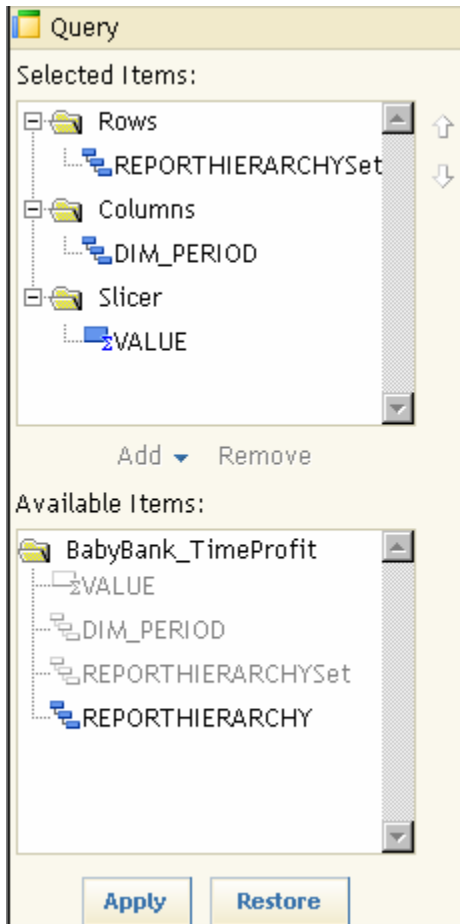 Query
Selected Items:
Rows
REPORTHIERARCHYSet
Columns
DIM_PERIOD
Slicer
VALUE
Add Remove
Available Items:
BabyBank_TimeProfit
VALUE
DIM_PERIOD
REPORTHIERARCHYSet
REPORTHIERARCHY
Apply Restore